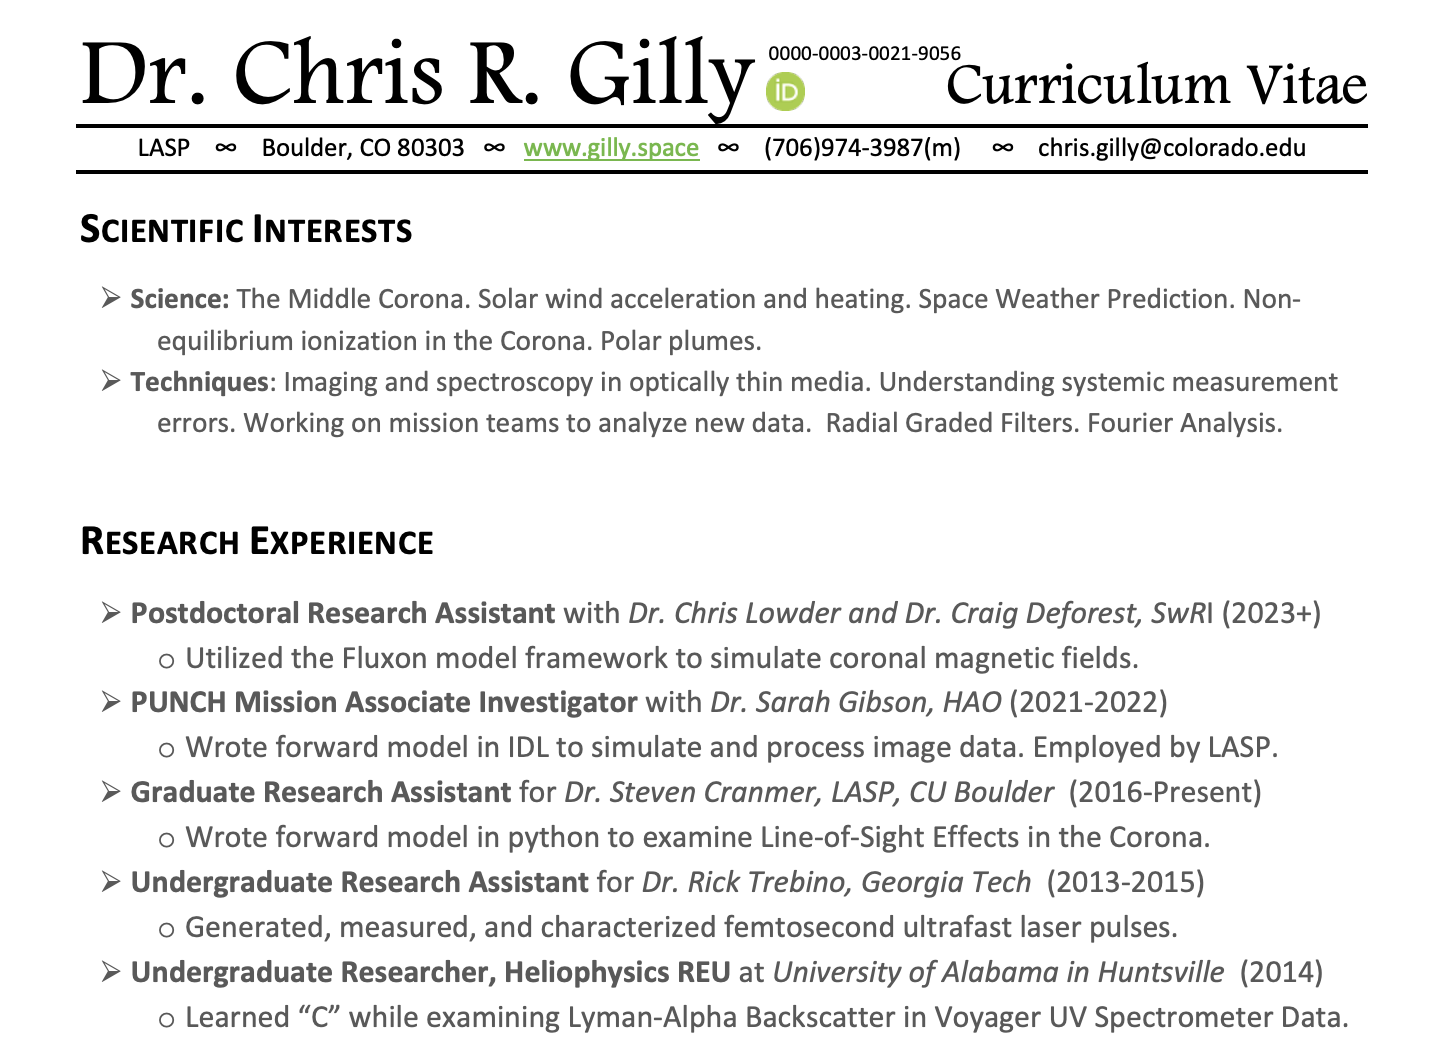 Dr. Chris R. Gilly 0000-0003-0021-9056 iD Curriculum Vitae
LASP ∞ Boulder, CO 80303 ∞ www.gilly.space ∞ (706)974-3987(m) ∞ chris.gilly@colorado.edu
SCIENTIFIC INTERESTS
➢ Science: The Middle Corona. Solar wind acceleration and heating. Space Weather Prediction. Non-
equilibrium ionization in the Corona. Polar plumes.
➢ Techniques: Imaging and spectroscopy in optically thin media. Understanding systemic measurement
errors. Working on mission teams to analyze new data.  Radial Graded Filters. Fourier Analysis.
RESEARCH EXPERIENCE
➢ Postdoctoral Research Assistant with Dr. Chris Lowder and Dr. Craig Deforest, SwRI (2023+)
o Utilized the Fluxon model framework to simulate coronal magnetic fields.
➢ PUNCH Mission Associate Investigator with Dr. Sarah Gibson, HAO (2021-2022)
o Wrote forward model in IDL to simulate and process image data. Employed by LASP.
➢ Graduate Research Assistant for Dr. Steven Cranmer, LASP, CU Boulder  (2016-Present)
o Wrote forward model in python to examine Line-of-Sight Effects in the Corona.
➢ Undergraduate Research Assistant for Dr. Rick Trebino, Georgia Tech  (2013-2015)
o Generated, measured, and characterized femtosecond ultrafast laser pulses.
➢ Undergraduate Researcher, Heliophysics REU at University of Alabama in Huntsville  (2014)
o Learned “C” while examining Lyman-Alpha Backscatter in Voyager UV Spectrometer Data.